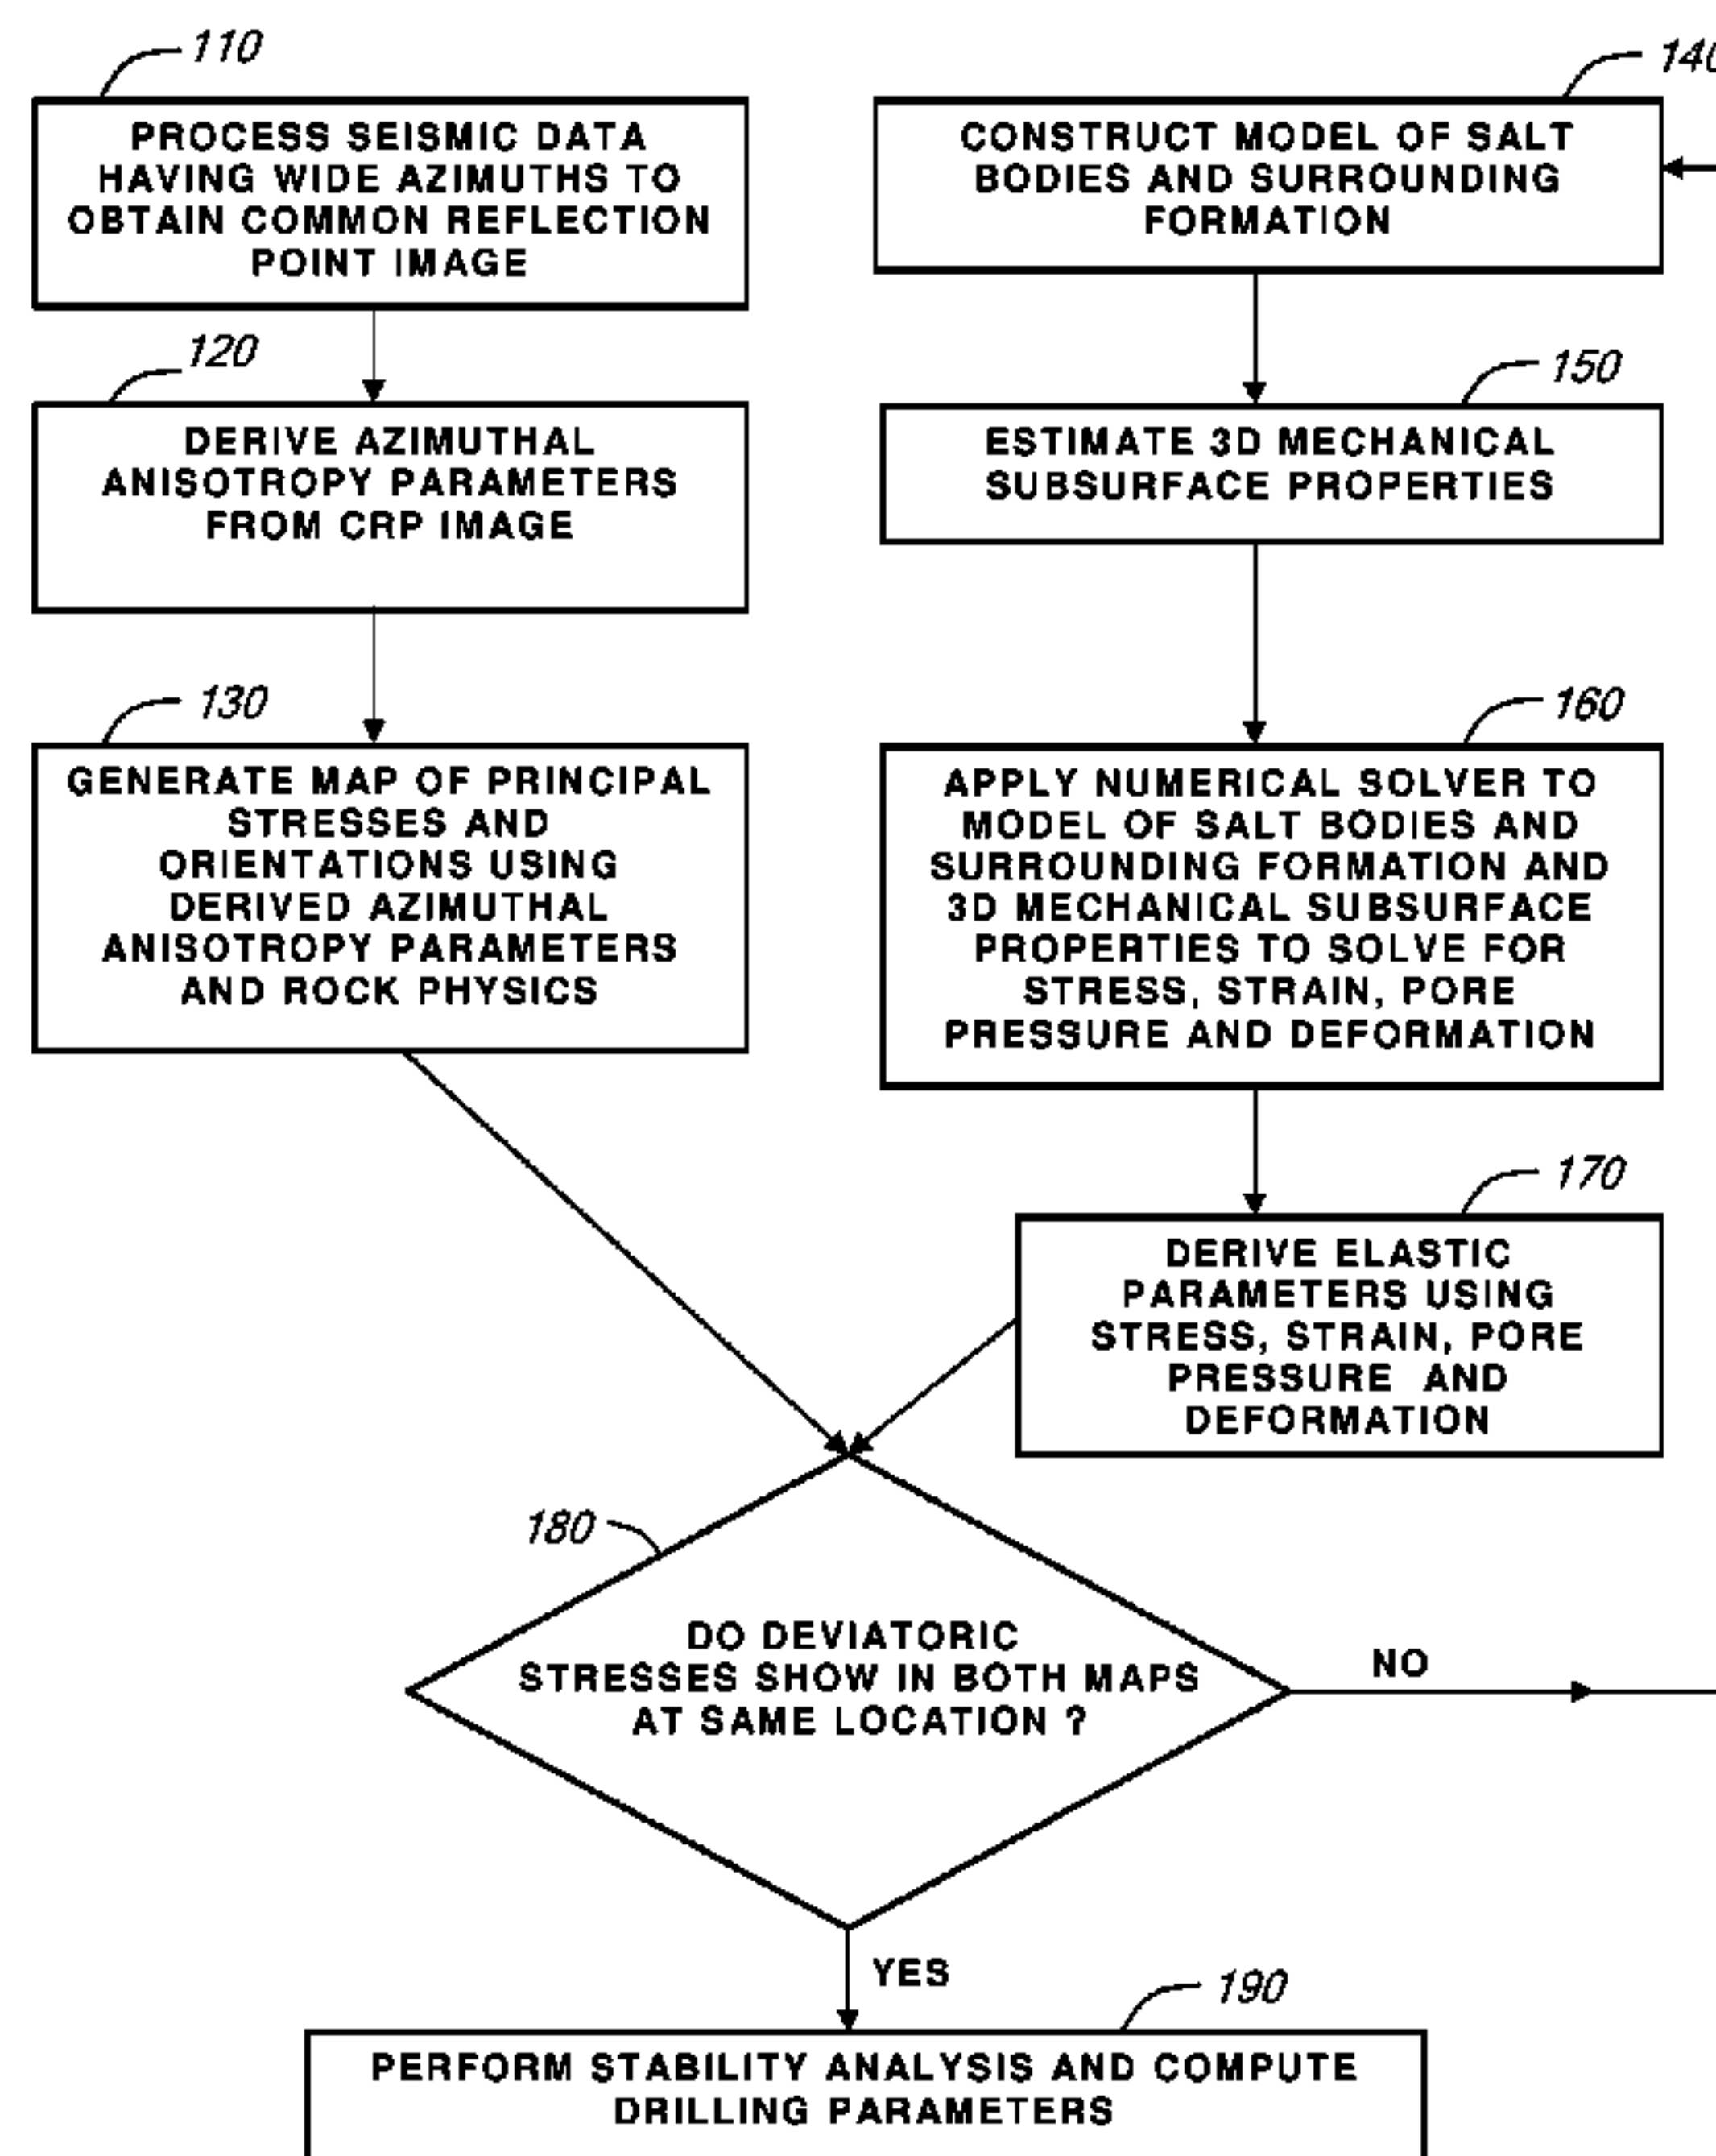 110
PROCESS SEISMIC DATA
HAVING WIDE AZIMUTHS TO
OBTAIN COMMON REFLECTION
POINT IMAGE
120
DERIVE AZIMUTHAL
ANISOTROPY PARAMETERS
FROM CRP IMAGE
130
GENERATE MAP OF PRINCIPAL
STRESSES AND
ORIENTATIONS USING
DERIVED AZIMUTHAL
ANISOTROPY PARAMETERS
AND ROCK PHYSICS
140
CONSTRUCT MODEL OF SALT
BODIES AND SURROUNDING
FORMATION
150
ESTIMATE 3D MECHANICAL
SUBSURFACE PROPERTIES
160
APPLY NUMERICAL SOLVER TO
MODEL OF SALT BODIES AND
SURROUNDING FORMATION AND
3D MECHANICAL SUBSURFACE
PROPERTIES TO SOLVE FOR
STRESS, STRAIN, PORE
PRESSURE AND DEFORMATION
170
DERIVE ELASTIC
PARAMETERS USING
STRESS, STRAIN, PORE
PRESSURE AND
DEFORMATION
180
DO DEVIATORIC
STRESSES SHOW IN BOTH MAPS
AT SAME LOCATION ?
NO
YES
190
PERFORM STABILITY ANALYSIS AND COMPUTE
DRILLING PARAMETERS